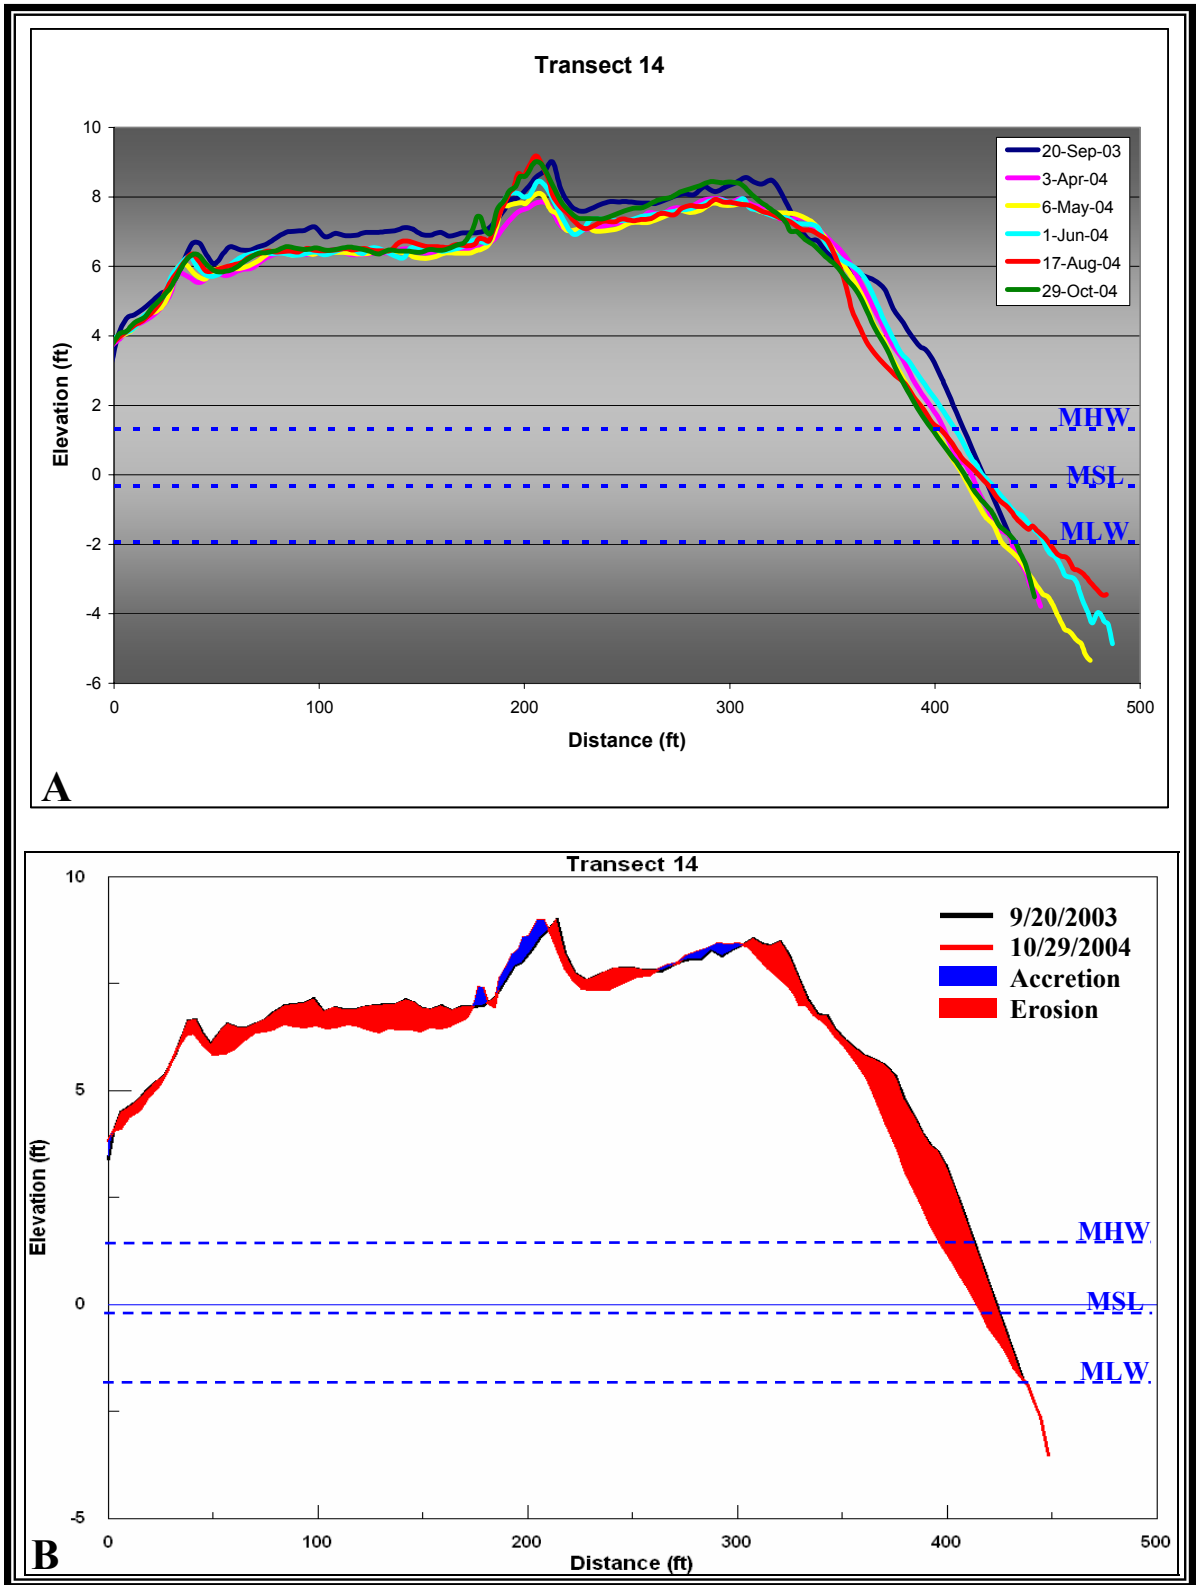 Transect 14
10
8
6
4
2
0
-2
-4
-6
Elevation (ft)
20-Sep-03
3-Apr-04
6-May-04
1-Jun-04
17-Aug-04
29-Oct-04
MHW
MSL
MLW
0 100 200 300 400 500
Distance (ft)
A
Transect 14
10
5
0
-5
Elevation (ft)
9/20/2003
10/29/2004
Accretion
Erosion
MHW
MSL
MLW
0 100 200 300 400 500
Distance (ft)
B